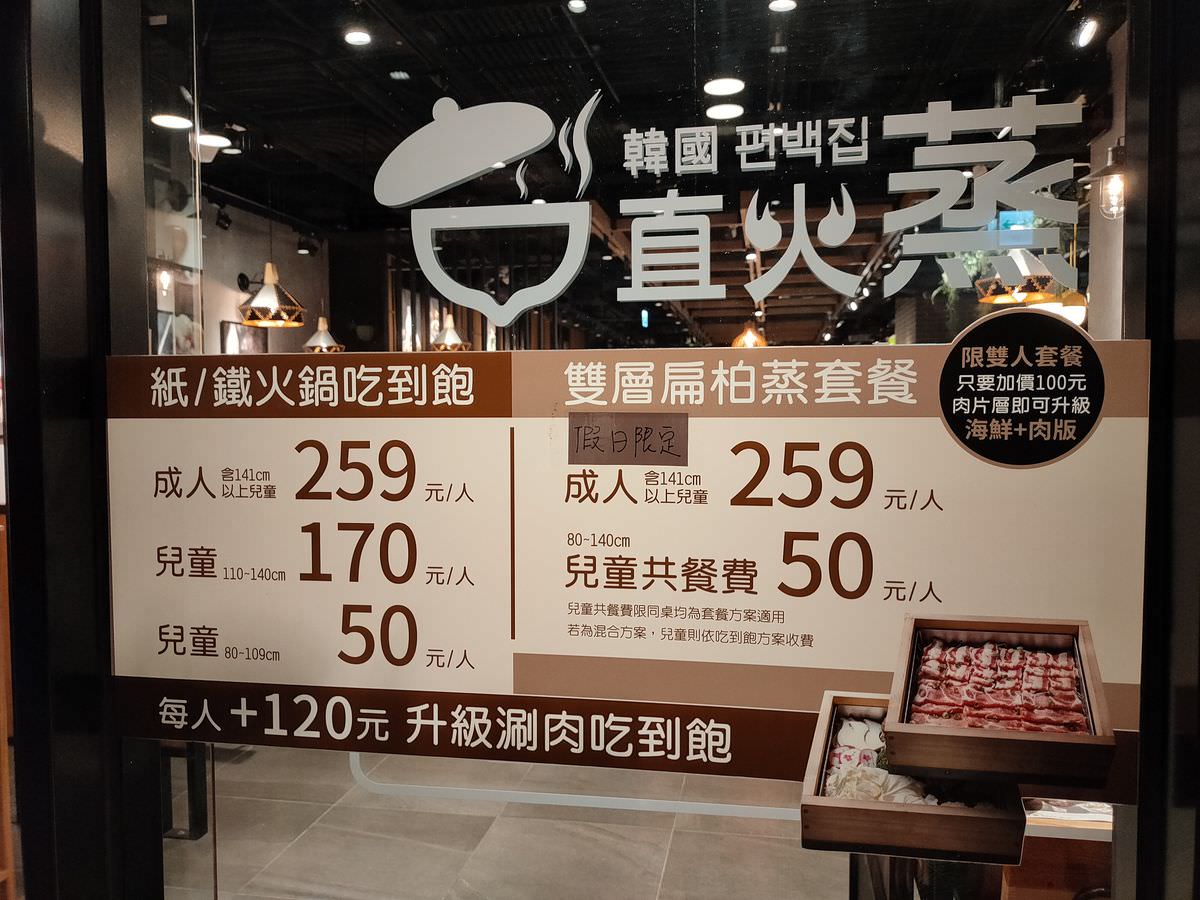 韓國 편백집
直火蒸
紙/鐵火鍋吃到飽
成人 含141cm以上兒童 259 元/人
兒童 110~140cm 170 元/人
兒童 80~109cm 50 元/人
雙層扁柏蒸套餐
假日限定
成人 含141cm以上兒童 259 元/人
80~140cm
兒童共餐費 50 元/人
兒童共餐費限同桌均為套餐方案適用
若為混合方案，兒童則依吃到飽方案收費
限雙人套餐
只要加價100元
肉片層即可升級
海鮮+肉版
每人+120元 升級涮肉吃到飽